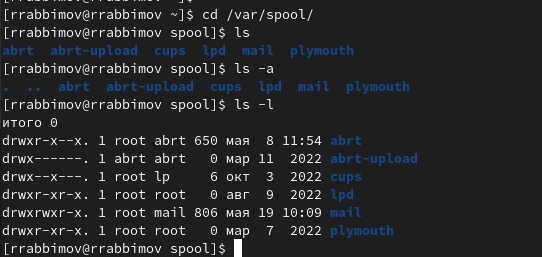 [rrabbimov@rrabbimov ~]$ cd /var/spool/
[rrabbimov@rrabbimov spool]$ ls
abrt  abrt-upload  cups  lpd  mail  plymouth
[rrabbimov@rrabbimov spool]$ ls -a
.  ..  abrt  abrt-upload  cups  lpd  mail  plymouth
[rrabbimov@rrabbimov spool]$ ls -l
итого 0
drwxr-x--x. 1 root abrt 650 мая  8 11:54 abrt
drwx------. 1 abrt abrt   0 мар 11  2022 abrt-upload
drwx--x---. 1 root lp     6 окт  3  2022 cups
drwxr-xr-x. 1 root root   0 авг  9  2022 lpd
drwxrwxr-x. 1 root mail 806 мая 19 10:09 mail
drwxr-xr-x. 1 root root   0 мар  7  2022 plymouth
[rrabbimov@rrabbimov spool]$